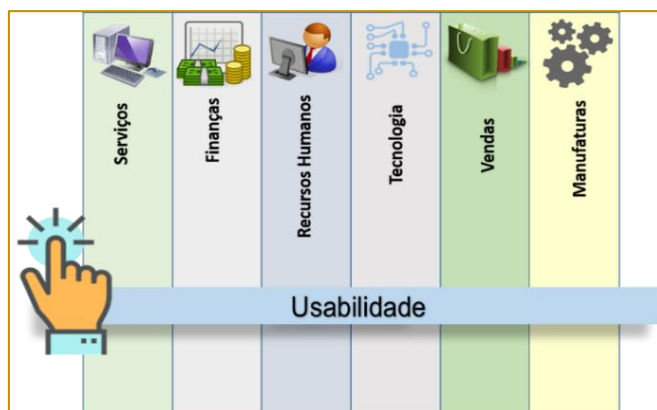 Serviços
Finanças
Recursos Humanos
Tecnologia
Vendas
Manufaturas
Usabilidade